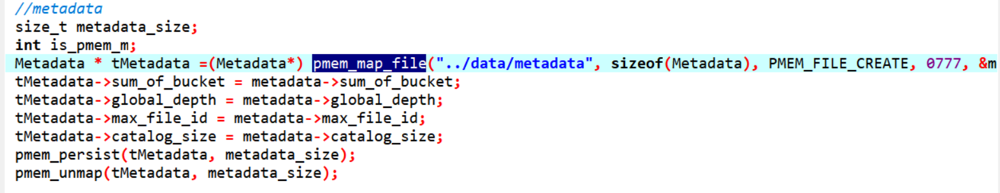 //metadata
size_t metadata_size;
int is_pmem_m;
Metadata * tMetadata =(Metadata*) pmem_map_file("../data/metadata", sizeof(Metadata), PMEM_FILE_CREATE, 0777, &m
tMetadata->sum_of_bucket = metadata->sum_of_bucket;
tMetadata->global_depth = metadata->global_depth;
tMetadata->max_file_id = metadata->max_file_id;
tMetadata->catalog_size = metadata->catalog_size;
pmem_persist(tMetadata, metadata_size);
pmem_unmap(tMetadata, metadata_size);